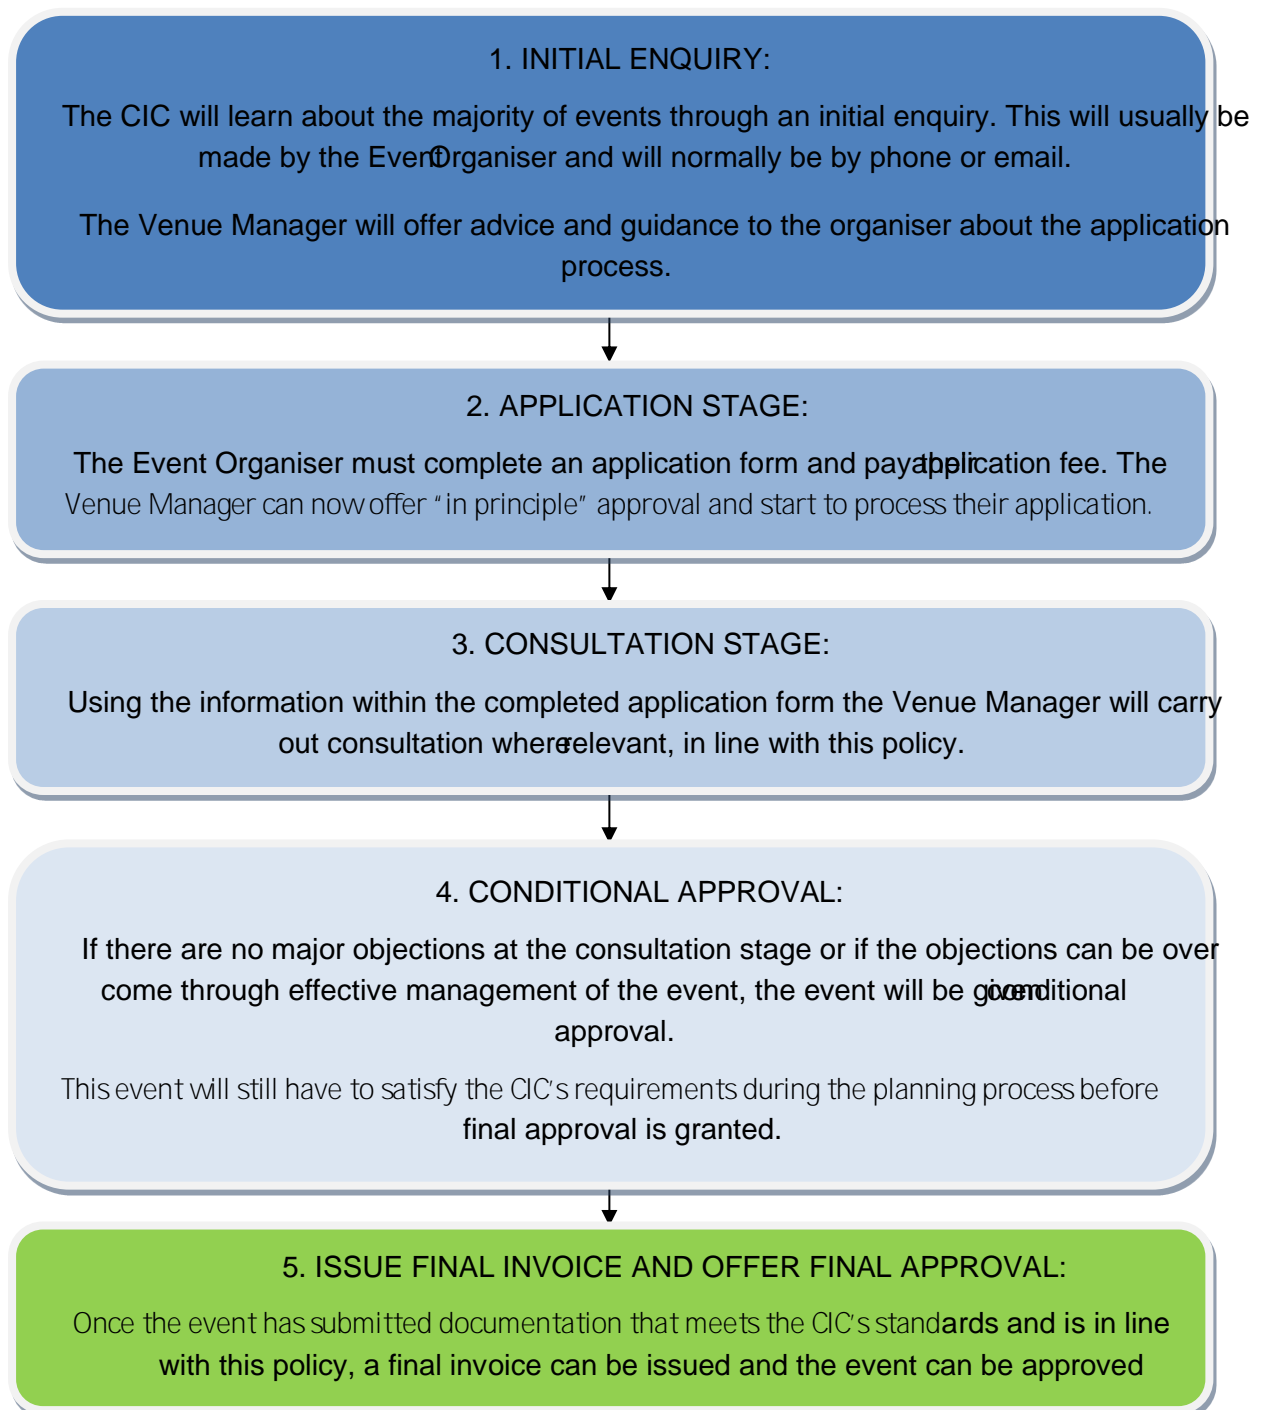 1. INITIAL ENQUIRY:
The CIC will learn about the majority of events through an initial enquiry. This will usually be
made by the Event Organiser and will normally be by phone or email.
The Venue Manager will offer advice and guidance to the organiser about the application
process.
2. APPLICATION STAGE:
The Event Organiser must complete an application form and pay their application fee. The
Venue Manager can now offer “in principle” approval and start to process their application.
3. CONSULTATION STAGE:
Using the information within the completed application form the Venue Manager will carry
out consultation where relevant, in line with this policy.
4. CONDITIONAL APPROVAL:
If there are no major objections at the consultation stage or if the objections can be over
come through effective management of the event, the event will be given conditional
approval.
This event will still have to satisfy the CIC’s requirements during the planning process before
final approval is granted.
5. ISSUE FINAL INVOICE AND OFFER FINAL APPROVAL:
Once the event has submitted documentation that meets the CIC’s standards and is in line
with this policy, a final invoice can be issued and the event can be approved